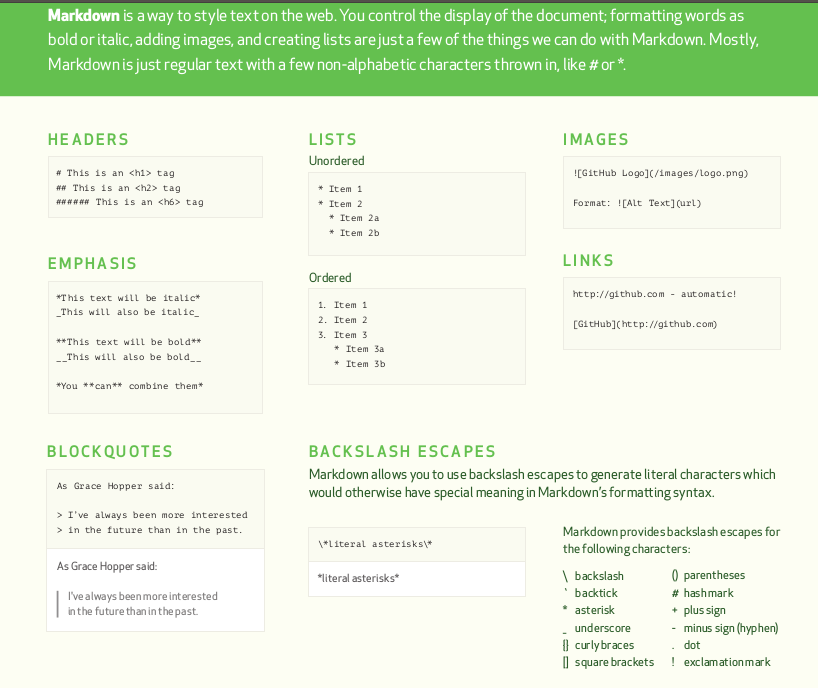 Markdown is a way to style text on the web. You control the display of the document; formatting words as
bold or italic, adding images, and creating lists are just a few of the things we can do with Markdown. Mostly,
Markdown is just regular text with a few non-alphabetic characters thrown in, like # or *.
HEADERS
# This is an <h1> tag
## This is an <h2> tag
###### This is an <h6> tag
EMPHASIS
*This text will be italic*
_This will also be italic_
**This text will be bold**
__This will also be bold__
*You **can** combine them*
LISTS
Unordered
* Item 1
* Item 2
  * Item 2a
  * Item 2b
Ordered
1. Item 1
2. Item 2
3. Item 3
   * Item 3a
   * Item 3b
IMAGES
![GitHub Logo](/images/logo.png)
Format: ![Alt Text](url)
LINKS
http://github.com - automatic!
[GitHub](http://github.com)
BLOCKQUOTES
As Grace Hopper said:
> I've always been more interested
> in the future than in the past.
As Grace Hopper said:
I've always been more interested
in the future than in the past.
BACKSLASH ESCAPES
Markdown allows you to use backslash escapes to generate literal characters which
would otherwise have special meaning in Markdown's formatting syntax.
\*literal asterisks\*
*literal asterisks*
Markdown provides backslash escapes for
the following characters:
\ backslash
` backtick
* asterisk
_ underscore
{} curly braces
[] square brackets
() parentheses
# hash mark
+ plus sign
- minus sign (hyphen)
. dot
! exclamation mark